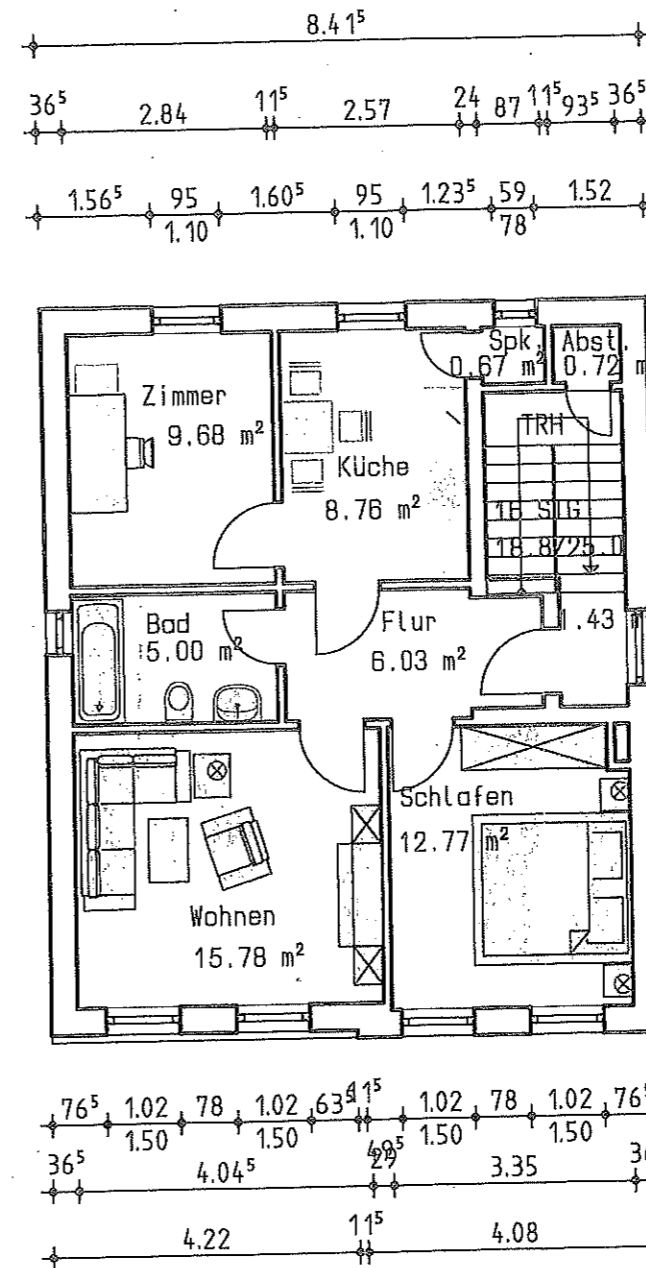 8.41⁵
36⁵ 2.84 11⁵ 2.57 24 87 11⁵ 93⁵ 36⁵
1.56⁵ 95 1.60⁵ 95 1.23⁵ 59 1.52
1.10 1.10 78
Spk. Abst.
0.67 m² 0.72 m
Zimmer
9.68 m²
TRH
Küche
8.76 m²
16 STG
18.8/25.0
Bad Flur .43 m
5.00 m² 6.03 m²
Schlafen
12.77 m²
Wohnen
15.78 m²
76⁵ 1.02 78 1.02 63⁵ 11⁵ 1.02 78 1.02 76⁵
1.50 1.50 1.50 1.50
36⁵ 4.04⁵ 3.35
4.22 11⁵ 4.08